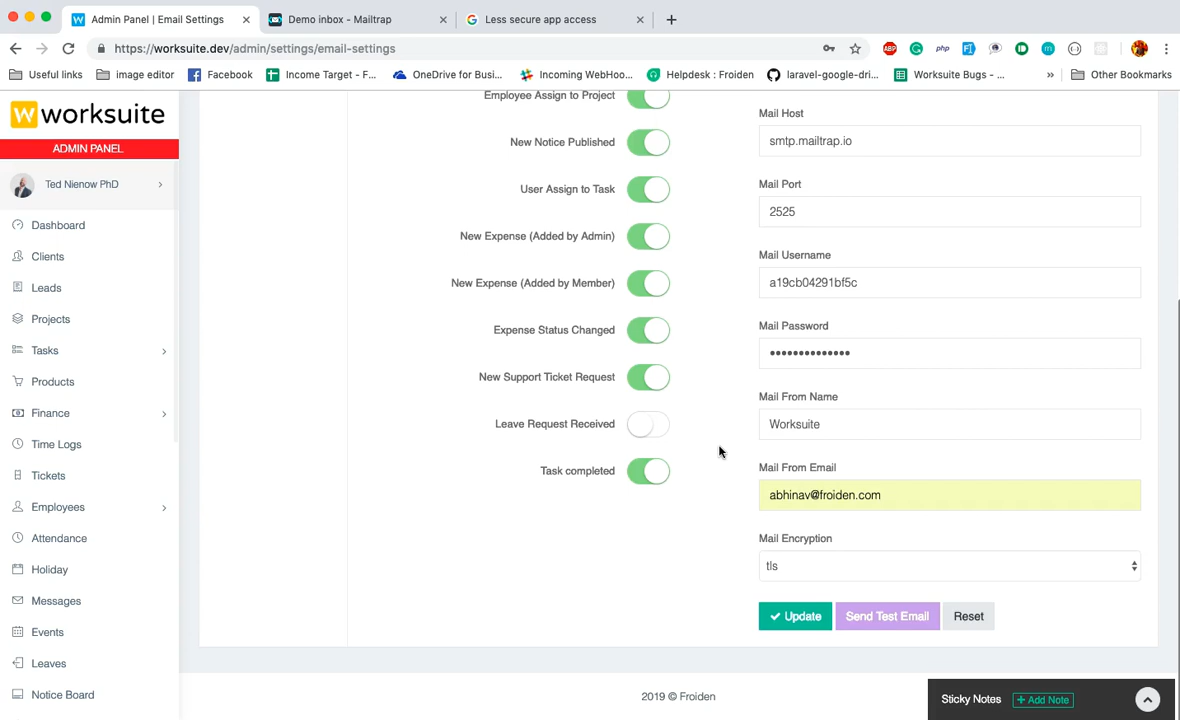 Admin Panel | Email Settings
Demo inbox - Mailtrap
Less secure app access
https://worksuite.dev/admin/settings/email-settings
Useful links
image editor
Facebook
Income Target - F...
OneDrive for Busi...
Incoming WebHoo...
Helpdesk : Froiden
laravel-google-dri...
Worksuite Bugs - ...
»
Other Bookmarks
worksuite
ADMIN PANEL
Ted Nienow PhD
Dashboard
Clients
Leads
Projects
Tasks
Products
Finance
Time Logs
Tickets
Employees
Attendance
Holiday
Messages
Events
Leaves
Notice Board
Employee Assign to Project
New Notice Published
User Assign to Task
New Expense (Added by Admin)
New Expense (Added by Member)
Expense Status Changed
New Support Ticket Request
Leave Request Received
Task completed
Mail Host
smtp.mailtrap.io
Mail Port
2525
Mail Username
a19cb04291bf5c
Mail Password
••••••••••••••
Mail From Name
Worksuite
Mail From Email
abhinav@froiden.com
Mail Encryption
tls
Update
Send Test Email
Reset
2019 © Froiden
Sticky Notes
+ Add Note